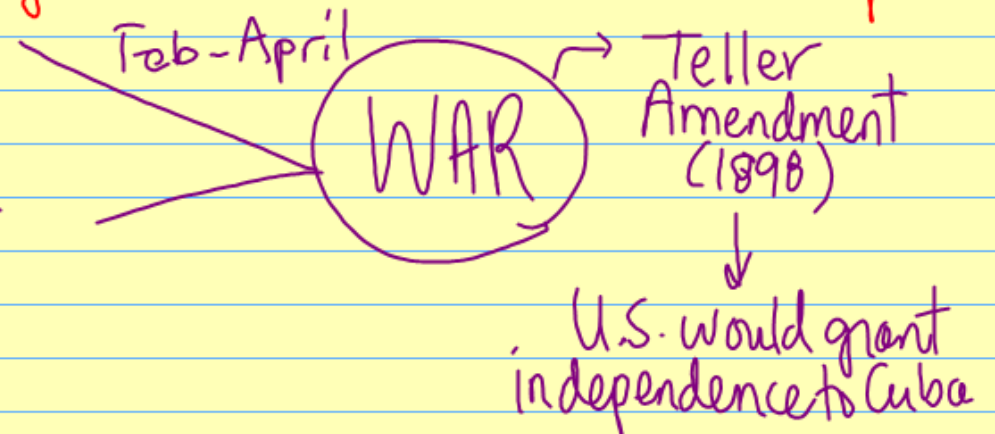 Feb-April
WAR
Teller
Amendment
(1898)
U.S. would grant
independence to Cuba